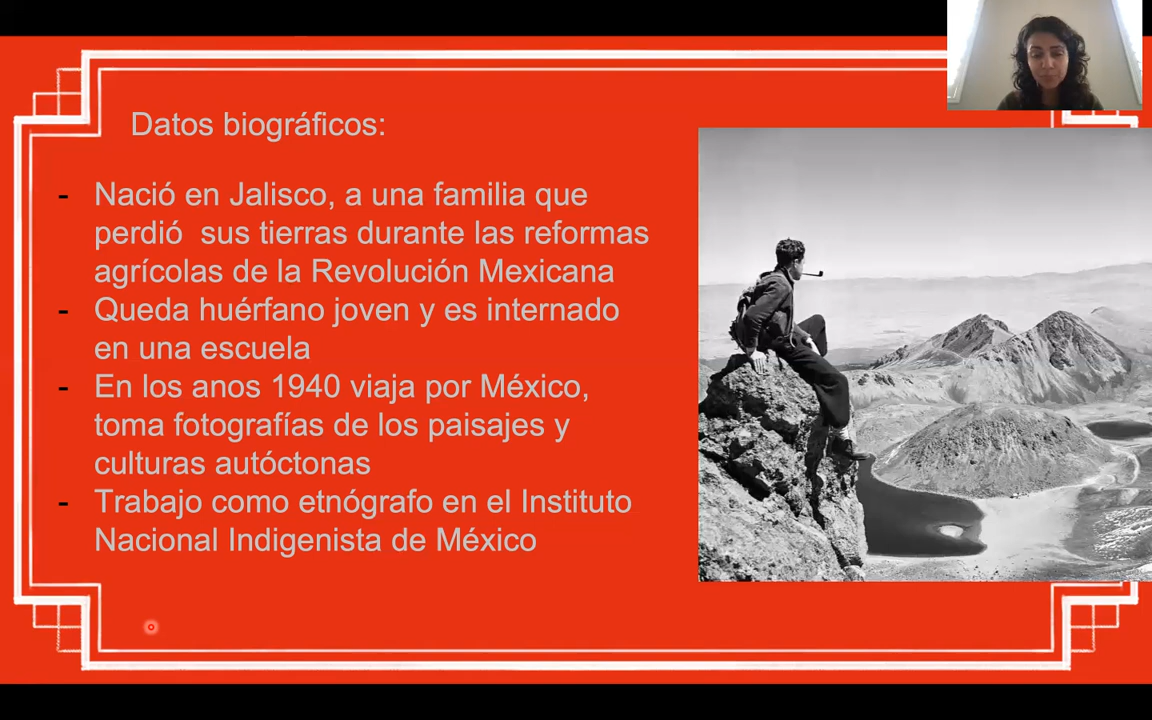 Datos biográficos:
- Nació en Jalisco, a una familia que
perdió  sus tierras durante las reformas
agrícolas de la Revolución Mexicana
- Queda huérfano joven y es internado
en una escuela
- En los anos 1940 viaja por México,
toma fotografías de los paisajes y
culturas autóctonas
- Trabajo como etnógrafo en el Instituto
Nacional Indigenista de México